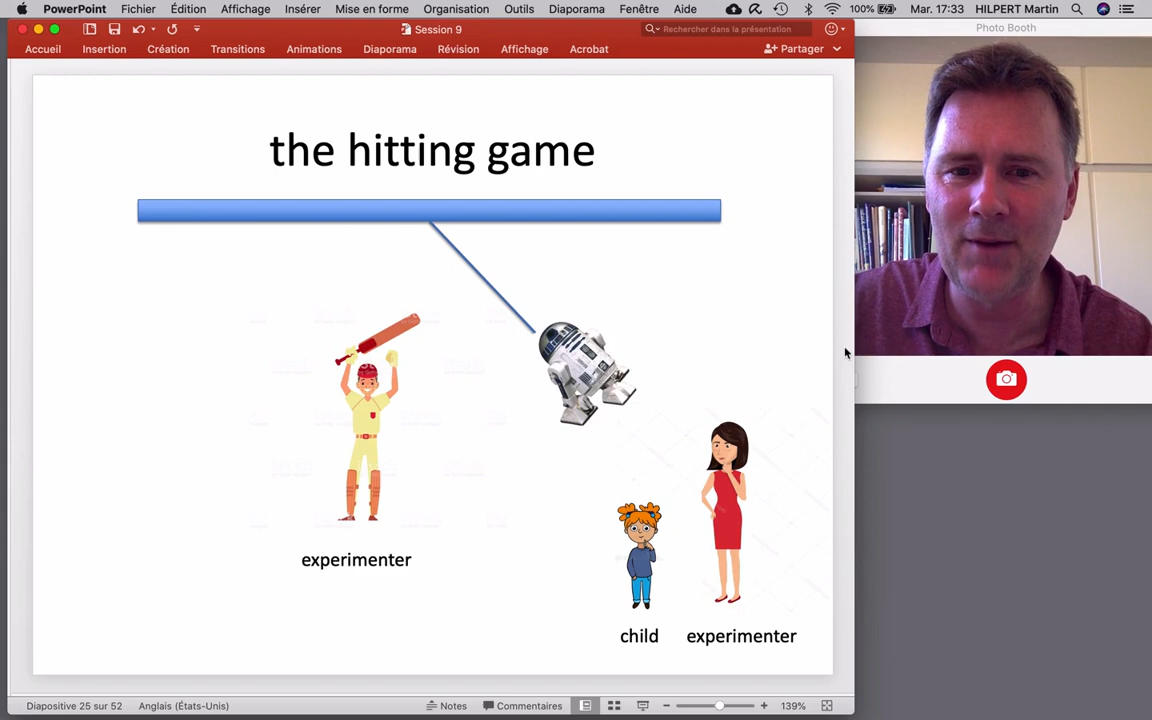 PowerPoint Fichier Édition Affichage Insérer Mise en forme Organisation Outils Diaporama Fenêtre Aide 100% Mar. 17:33 HILPERT Martin
Session 9
Rechercher dans la présentation
Photo Booth
Accueil Insertion Création Transitions Animations Diaporama Révision Affichage Acrobat Partager
the hitting game
experimenter
child experimenter
Diapositive 25 sur 52 Anglais (États-Unis) Notes Commentaires 139%